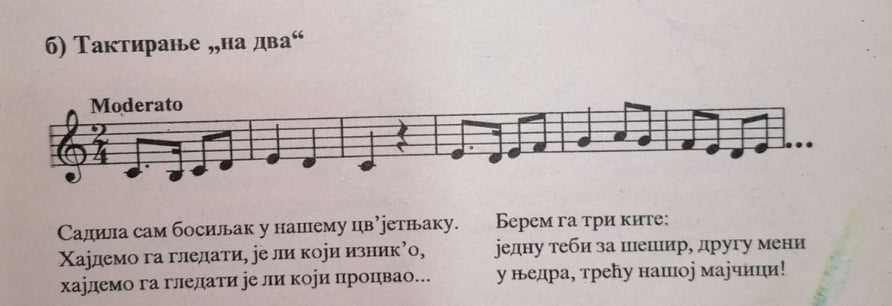 б) Тактирање „на два“
Moderato
2
4
Садила сам босиљак у нашему цв’јетњаку.
Хајдемо га гледати, је ли који изник’о,
хајдемо га гледати је ли који процвао...
Берем га три ките:
једну теби за шешир, другу мени
у њедра, трећу нашој мајчици!